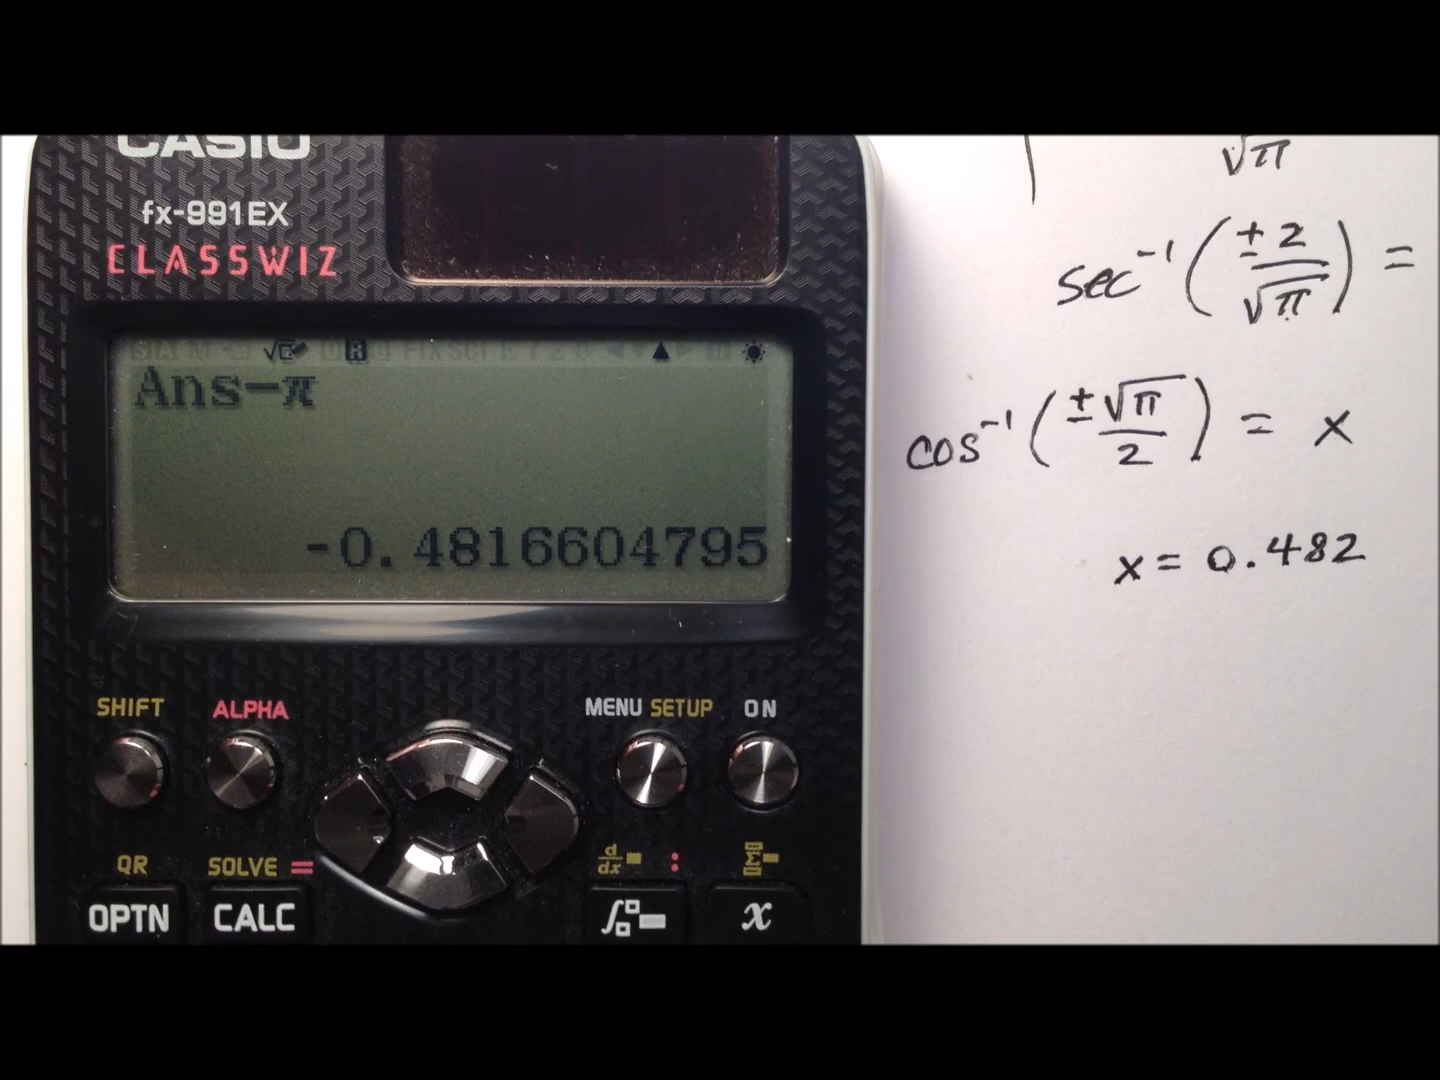 CASIO
fx-991EX
CLASSWIZ
Ans−π
-0.4816604795
SHIFT ALPHA MENU SETUP ON
QR SOLVE = d/dx■ : Σ■
OPTN CALC ∫ x
√π
sec⁻¹(±2/√π) =
cos⁻¹(±√π/2) = x
x = 0.482